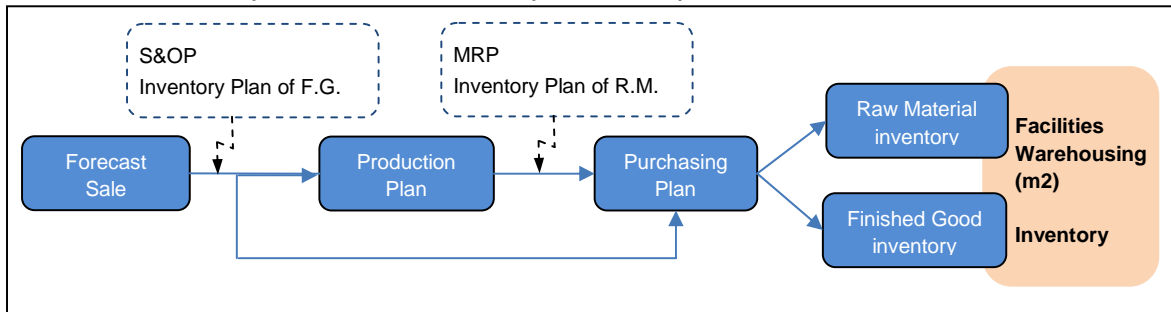 S&OP
Inventory Plan of F.G.
MRP
Inventory Plan of R.M.
Forecast
Sale
Production
Plan
Purchasing
Plan
Raw Material
inventory
Finished Good
inventory
Facilities
Warehousing
(m2)
Inventory